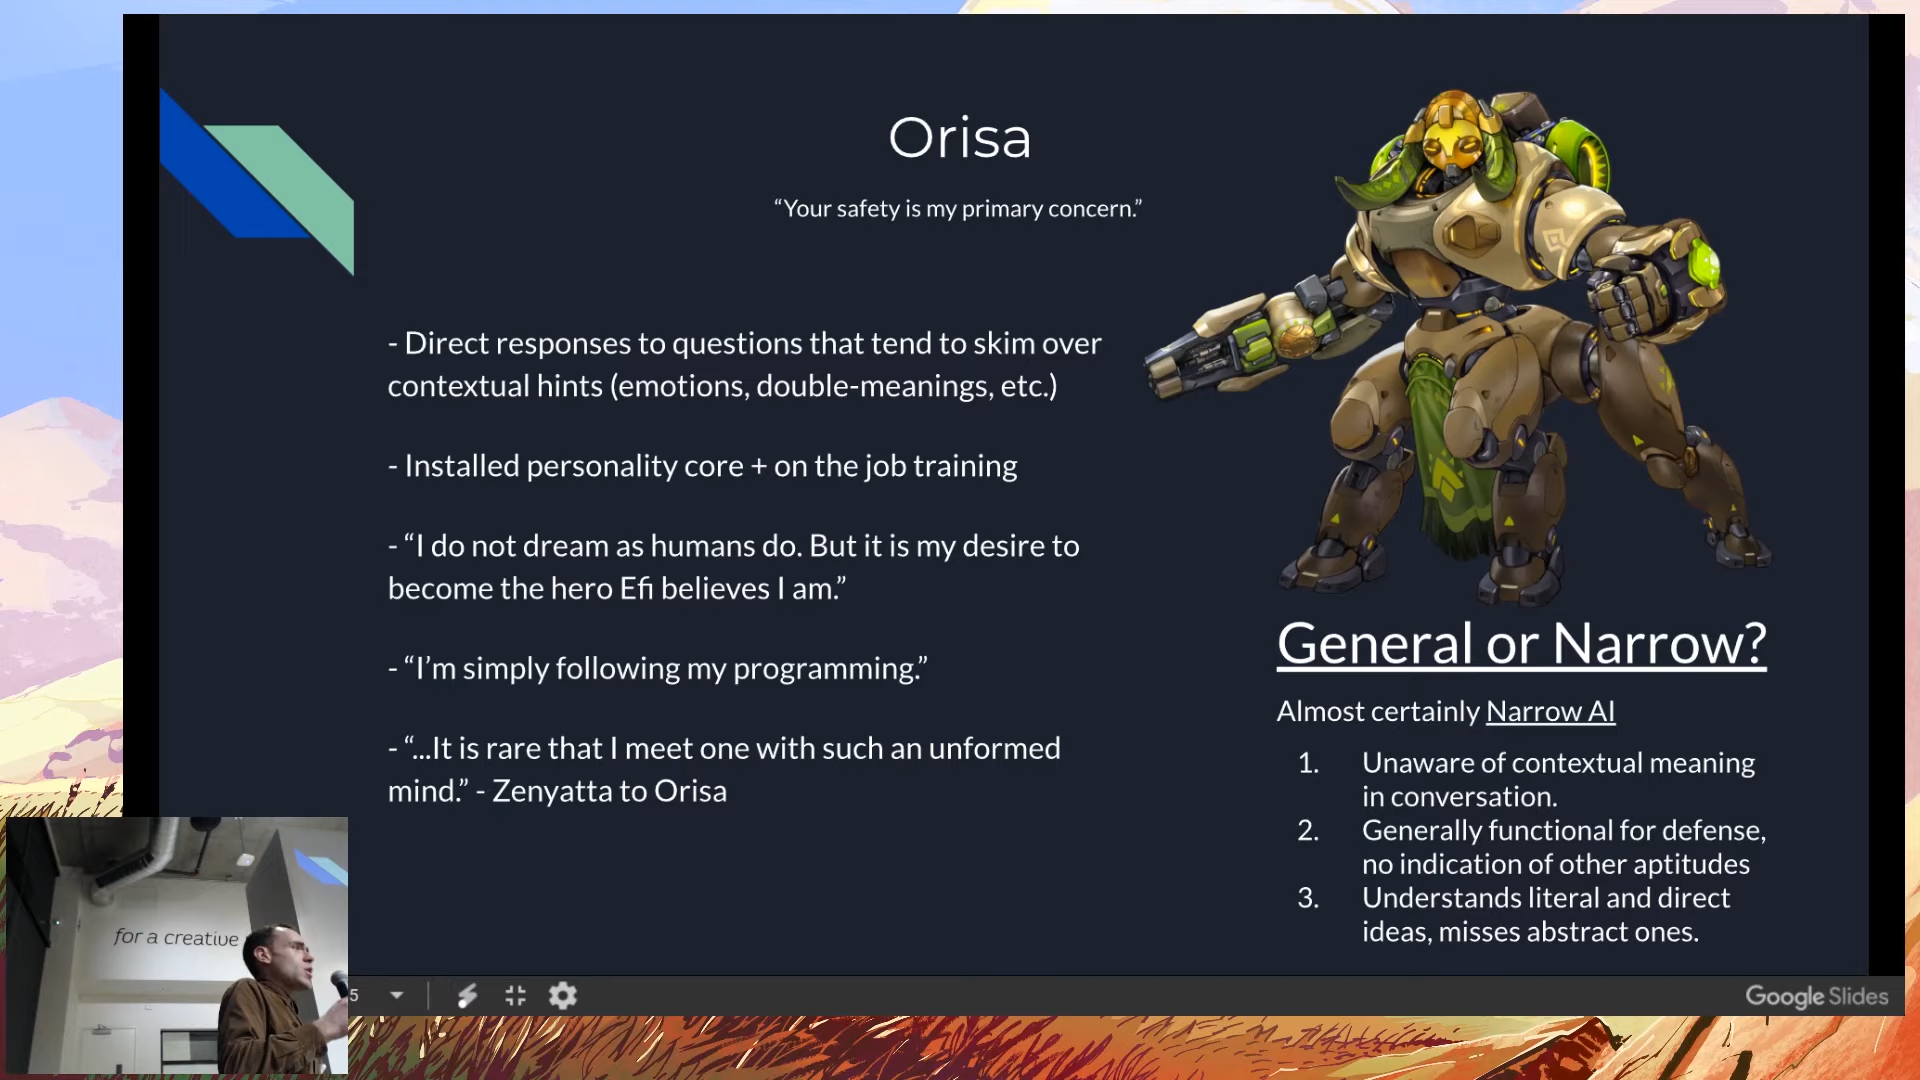 Orisa
“Your safety is my primary concern.”
- Direct responses to questions that tend to skim over
contextual hints (emotions, double-meanings, etc.)
- Installed personality core + on the job training
- “I do not dream as humans do. But it is my desire to
become the hero Efi believes I am.”
- “I’m simply following my programming.”
- “...It is rare that I meet one with such an unformed
mind.” - Zenyatta to Orisa
General or Narrow?
Almost certainly Narrow AI
1. Unaware of contextual meaning
in conversation.
2. Generally functional for defense,
no indication of other aptitudes
3. Understands literal and direct
ideas, misses abstract ones.
for a creative
5
Google Slides